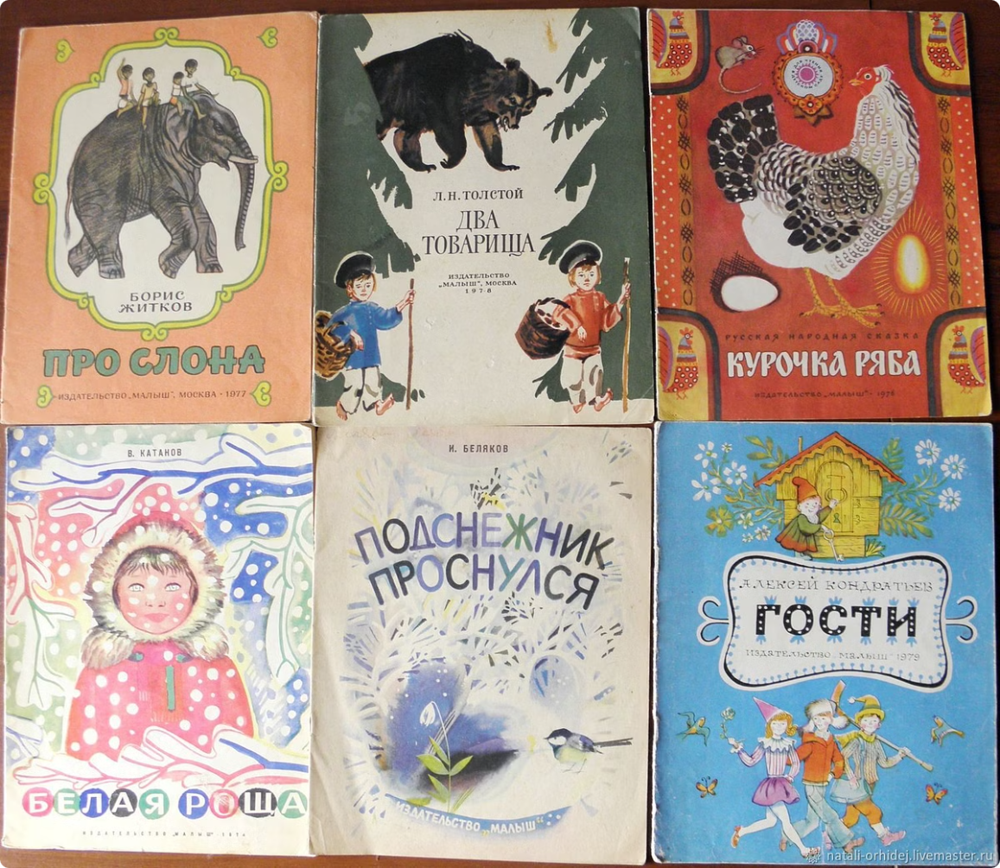 БОРИС
ЖИТКОВ
ПРО СЛОНА
ИЗДАТЕЛЬСТВО „МАЛЫШ", МОСКВА · 1977
Л.Н.ТОЛСТОЙ
ДВА
ТОВАРИЩА
ИЗДАТЕЛЬСТВО
„МАЛЫШ", МОСКВА
1978
РУССКАЯ НАРОДНАЯ СКАЗКА
КУРОЧКА РЯБА
ИЗДАТЕЛЬСТВО „МАЛЫШ"
В. КАТАНОВ
БЕЛАЯ РОЩА
ИЗДАТЕЛЬСТВО „МАЛЫШ"
И. БЕЛЯКОВ
ПОДСНЕЖНИК
ПРОСНУЛСЯ
ИЗДАТЕЛЬСТВО „МАЛЫШ"
АЛЕКСЕЙ КОНДРАТЬЕВ
ГОСТИ
ИЗДАТЕЛЬСТВО „МАЛЫШ" 1979
natali-orhidej.livemaster.ru